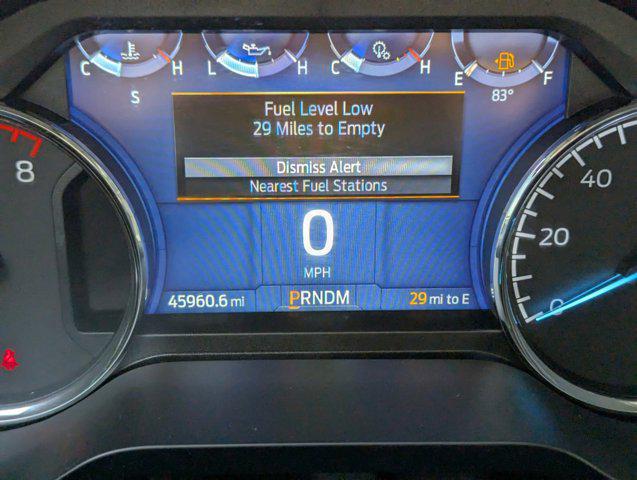 C H
L H
C H
E F
S
83°
Fuel Level Low
29 Miles to Empty
Dismiss Alert
Nearest Fuel Stations
0
MPH
45960.6 mi
PRNDM
29 mi to E
8
40
20
0